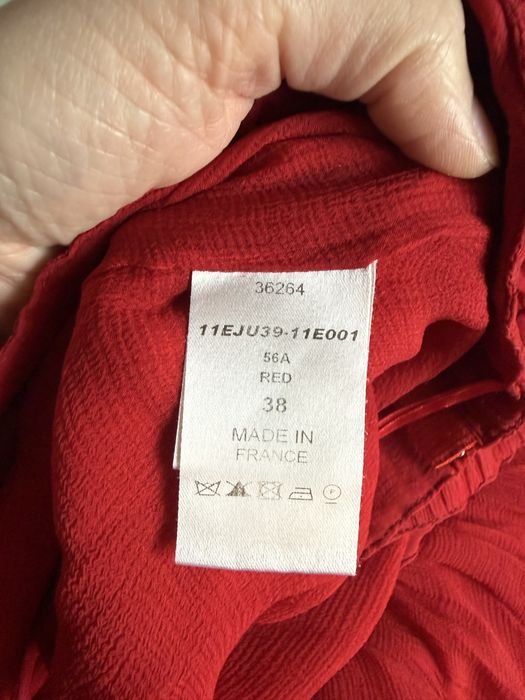 36264
11EJU39-11E001
56A
RED
38
MADE IN
FRANCE